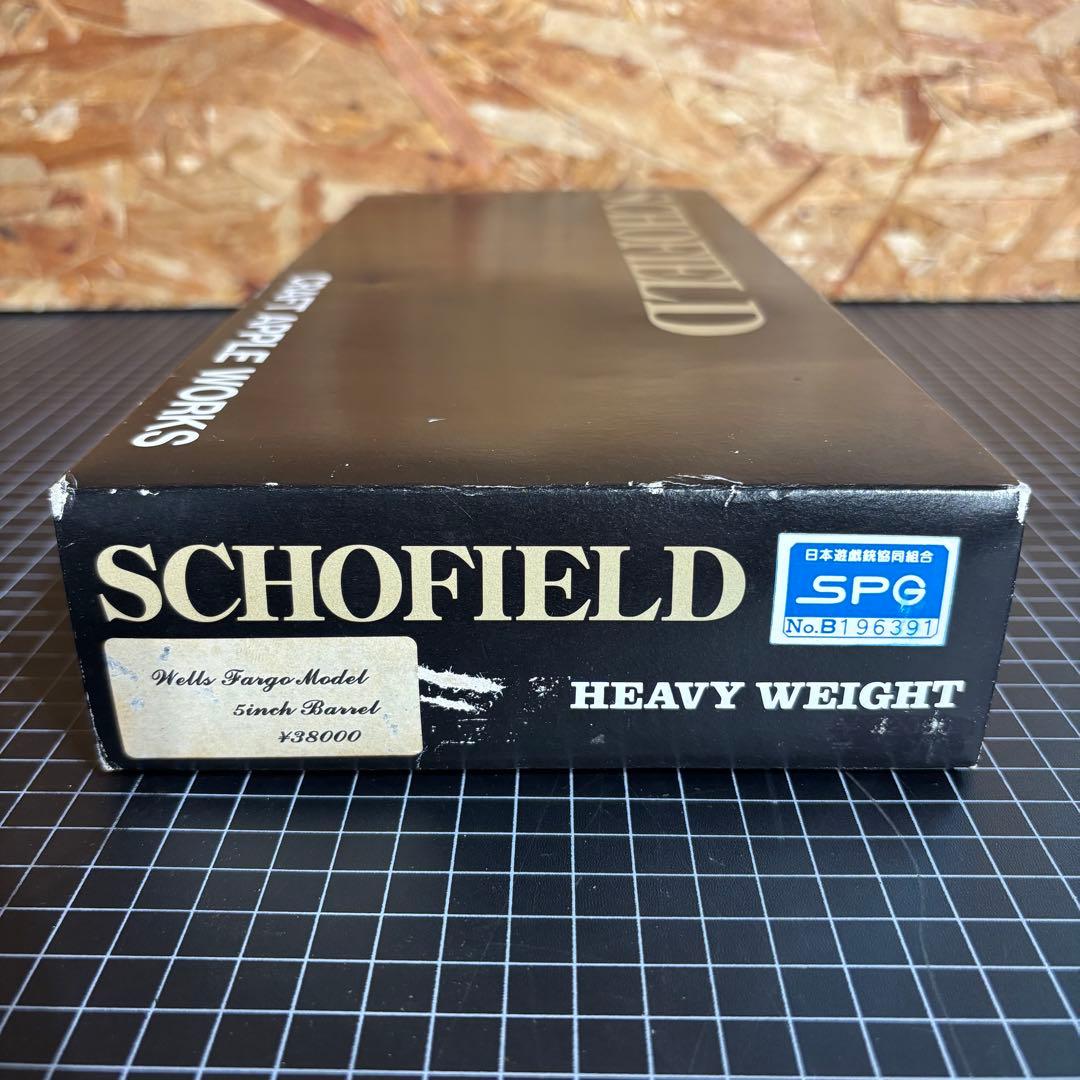 SCHOFIELD
CRAFT APPLE WORKS
SCHOFIELD
日本遊戯銃協同組合
SPG
No.B196391
Wells Fargo Model
5inch Barrel
¥38000
HEAVY WEIGHT